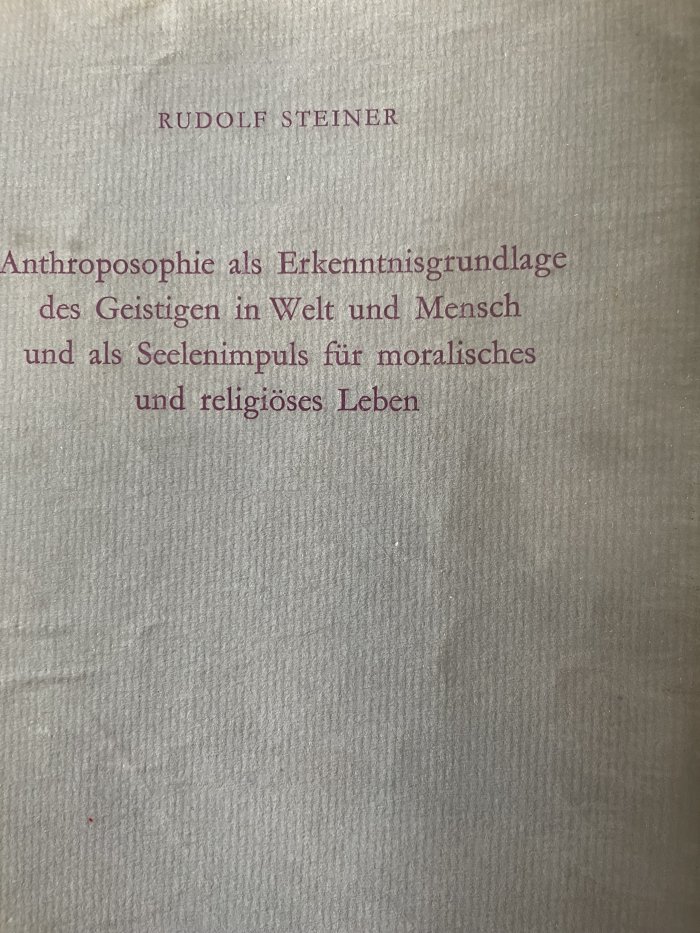 RUDOLF STEINER
Anthroposophie als Erkenntnisgrundlage
des Geistigen in Welt und Mensch
und als Seelenimpuls für moralisches
und religiöses Leben